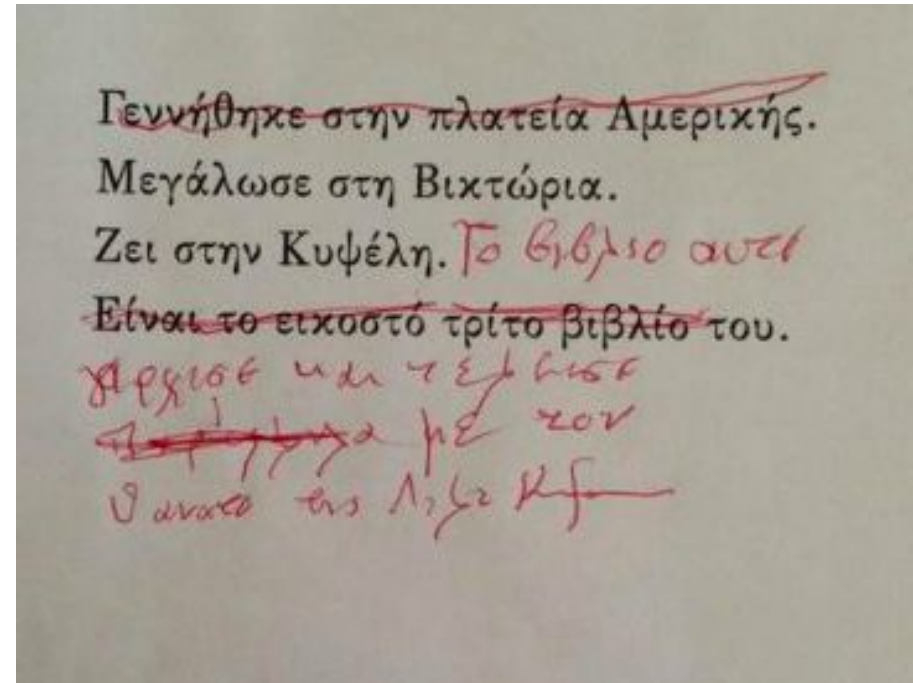 Γεννήθηκε στην πλατεία Αμερικής.
Μεγάλωσε στη Βικτώρια.
Ζει στην Κυψέλη. Το βιβλιο αυτο
Είναι το εικοστό τρίτο βιβλίο του.
αρχισε και τελειωσε
με τον
θανατο της